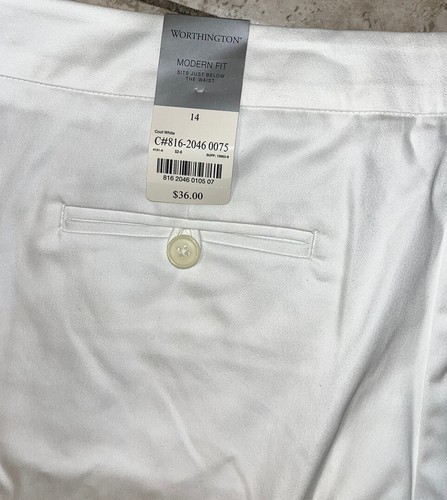 WORTHINGTON®
MODERN FIT
SITS JUST BELOW
THE WAIST
14
Cool White
C#816-2046 0075
816 2046 0105 07
$36.00